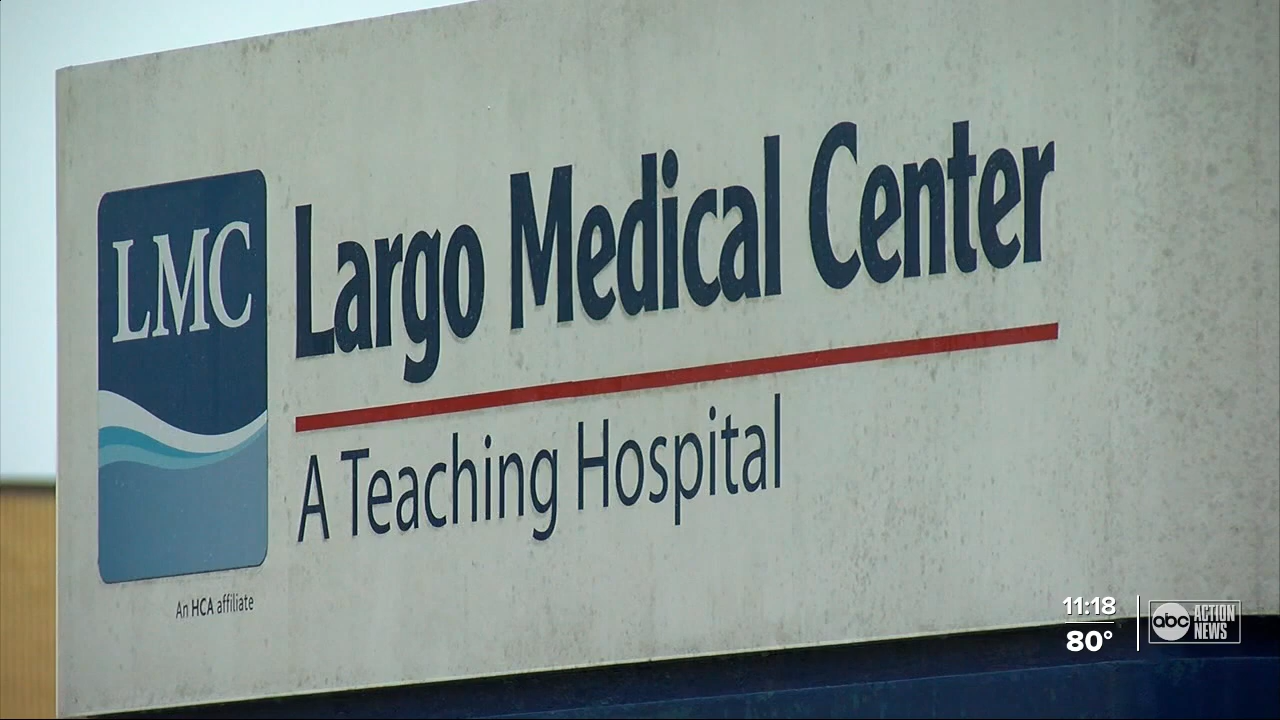 LMC
Largo Medical Center
A Teaching Hospital
An HCA affiliate
11:18
80°
abc
ACTION
NEWS